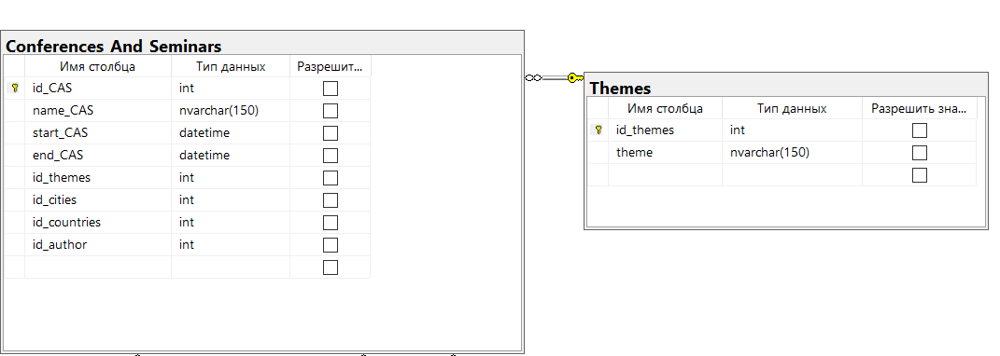 Conferences And Seminars
Имя столбца Тип данных Разрешит...
id_CAS int
name_CAS nvarchar(150)
start_CAS datetime
end_CAS datetime
id_themes int
id_cities int
id_countries int
id_author int
Themes
Имя столбца Тип данных Разрешить зна...
id_themes int
theme nvarchar(150)